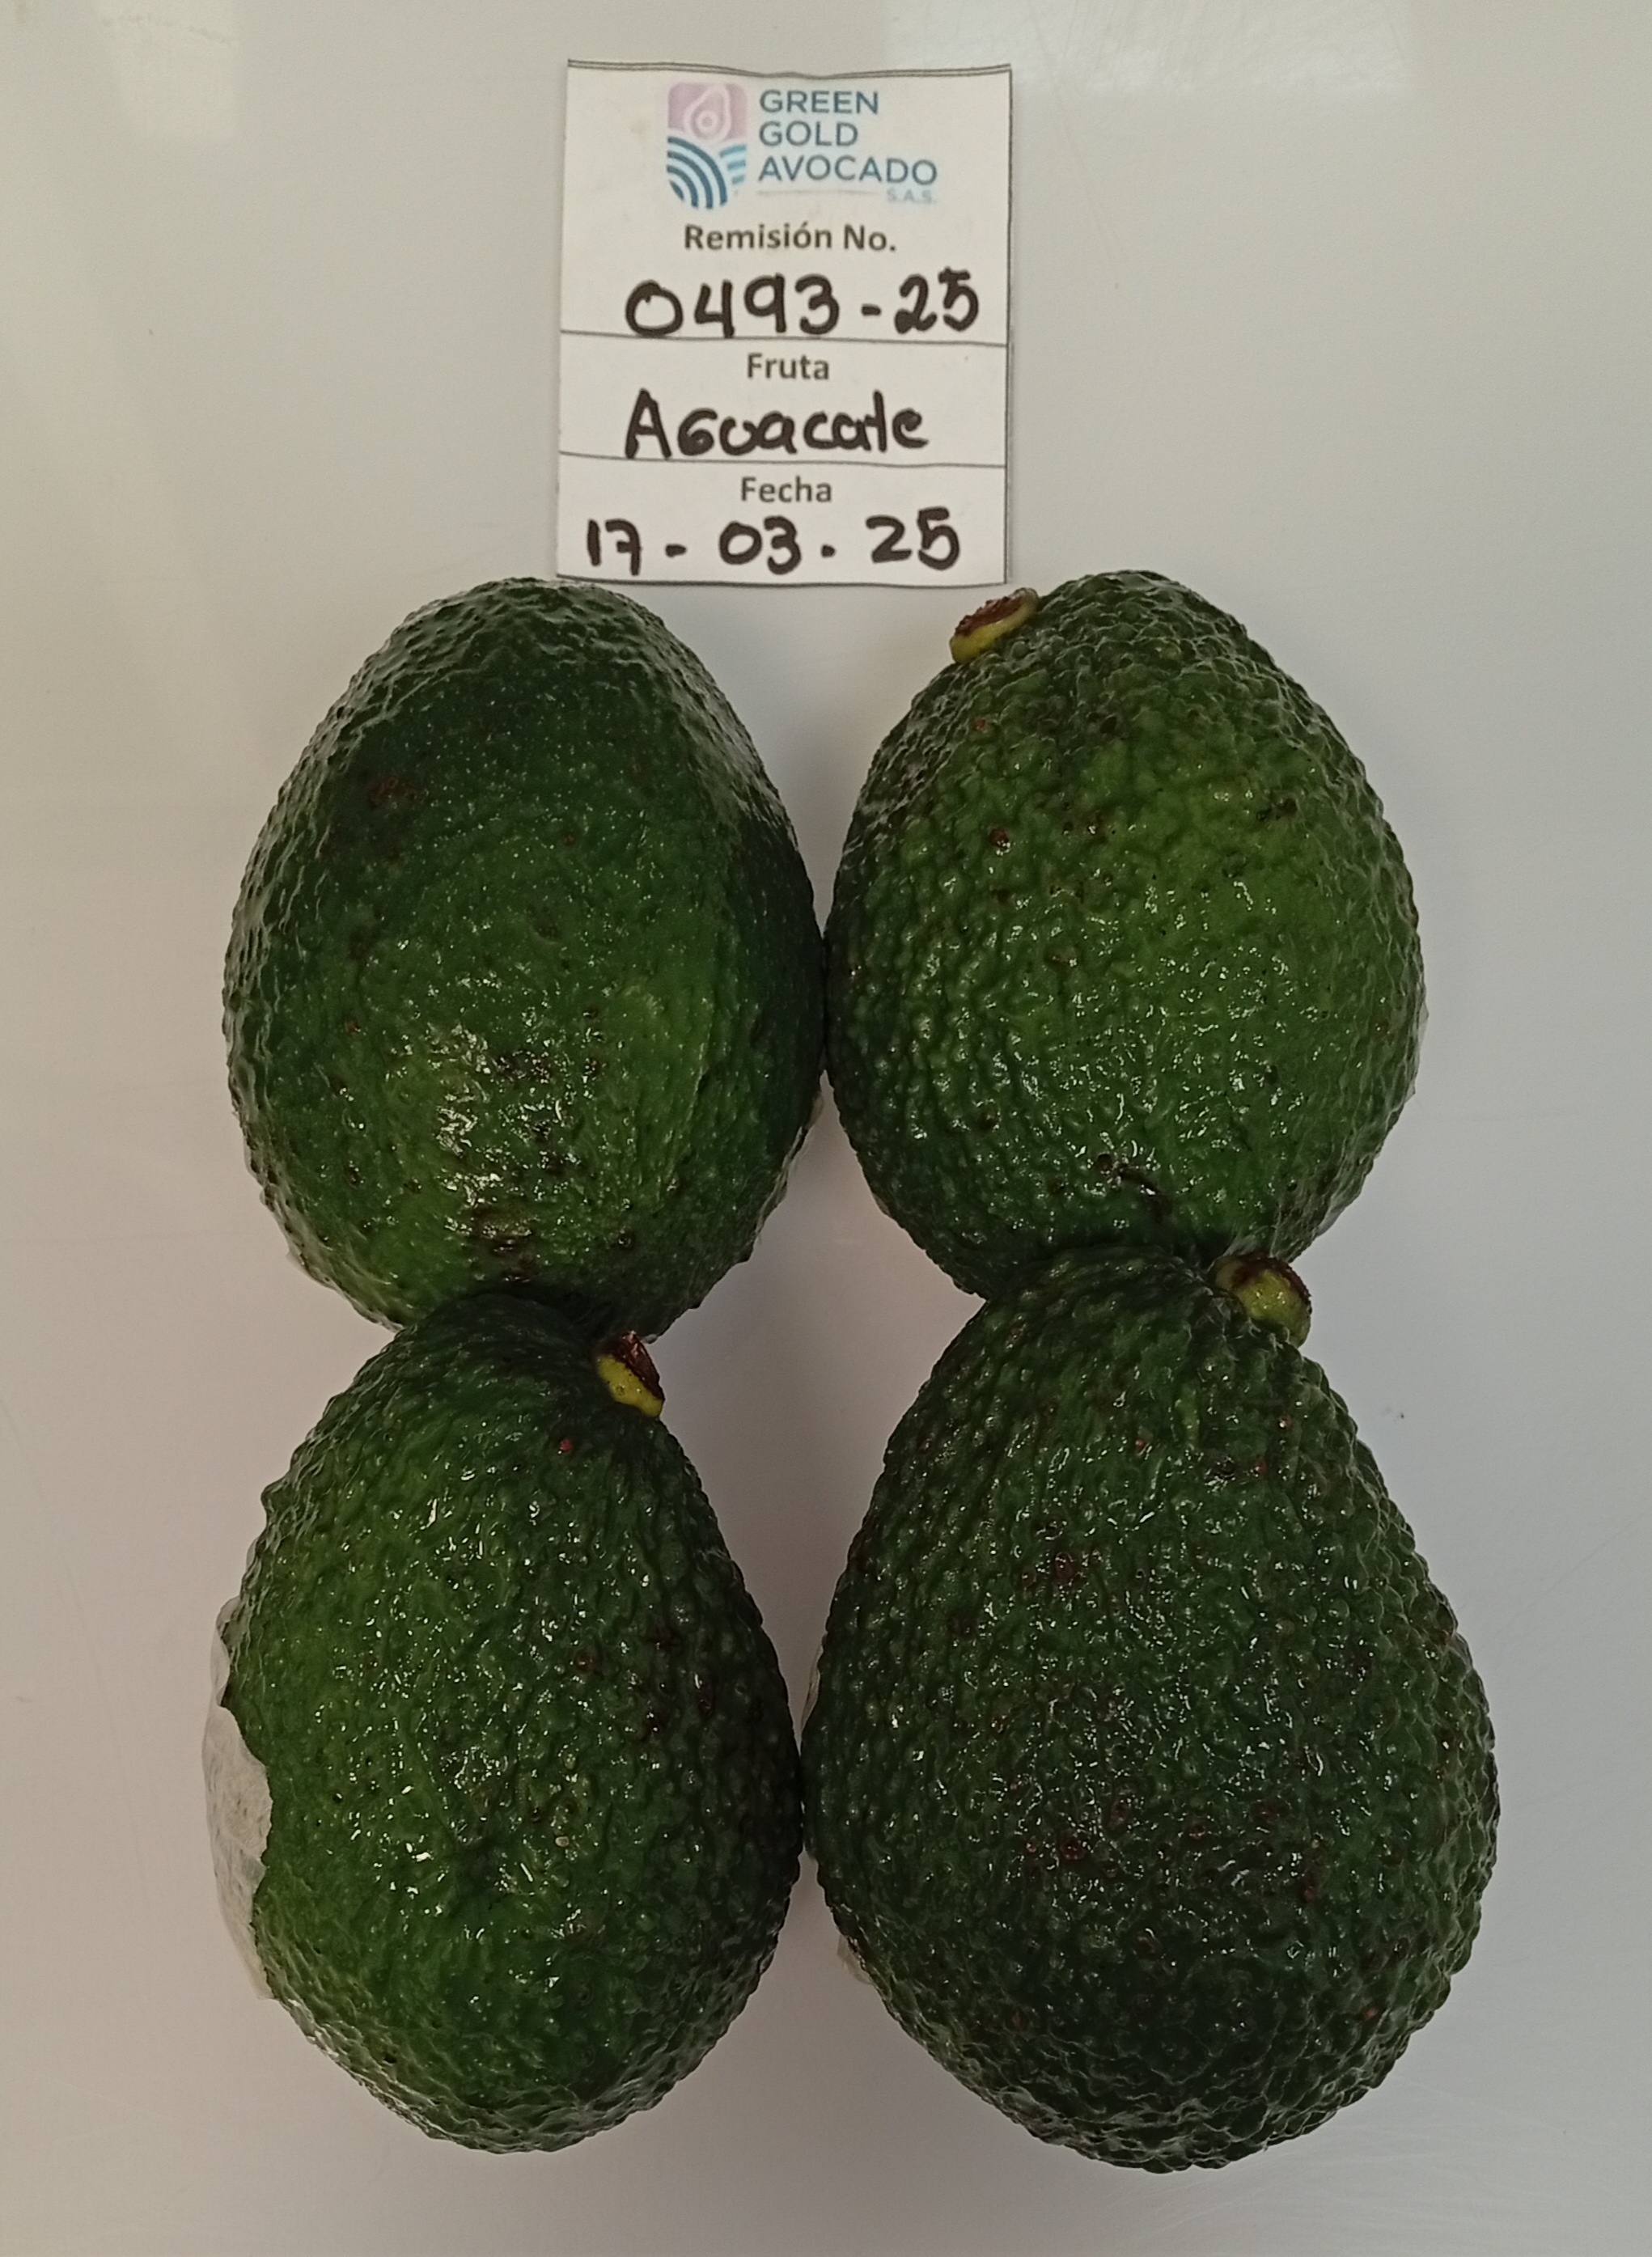 GREEN
GOLD
AVOCADO
S.A.S.
Remisión No.
0493-25
Fruta
Aguacate
Fecha
17-03-25